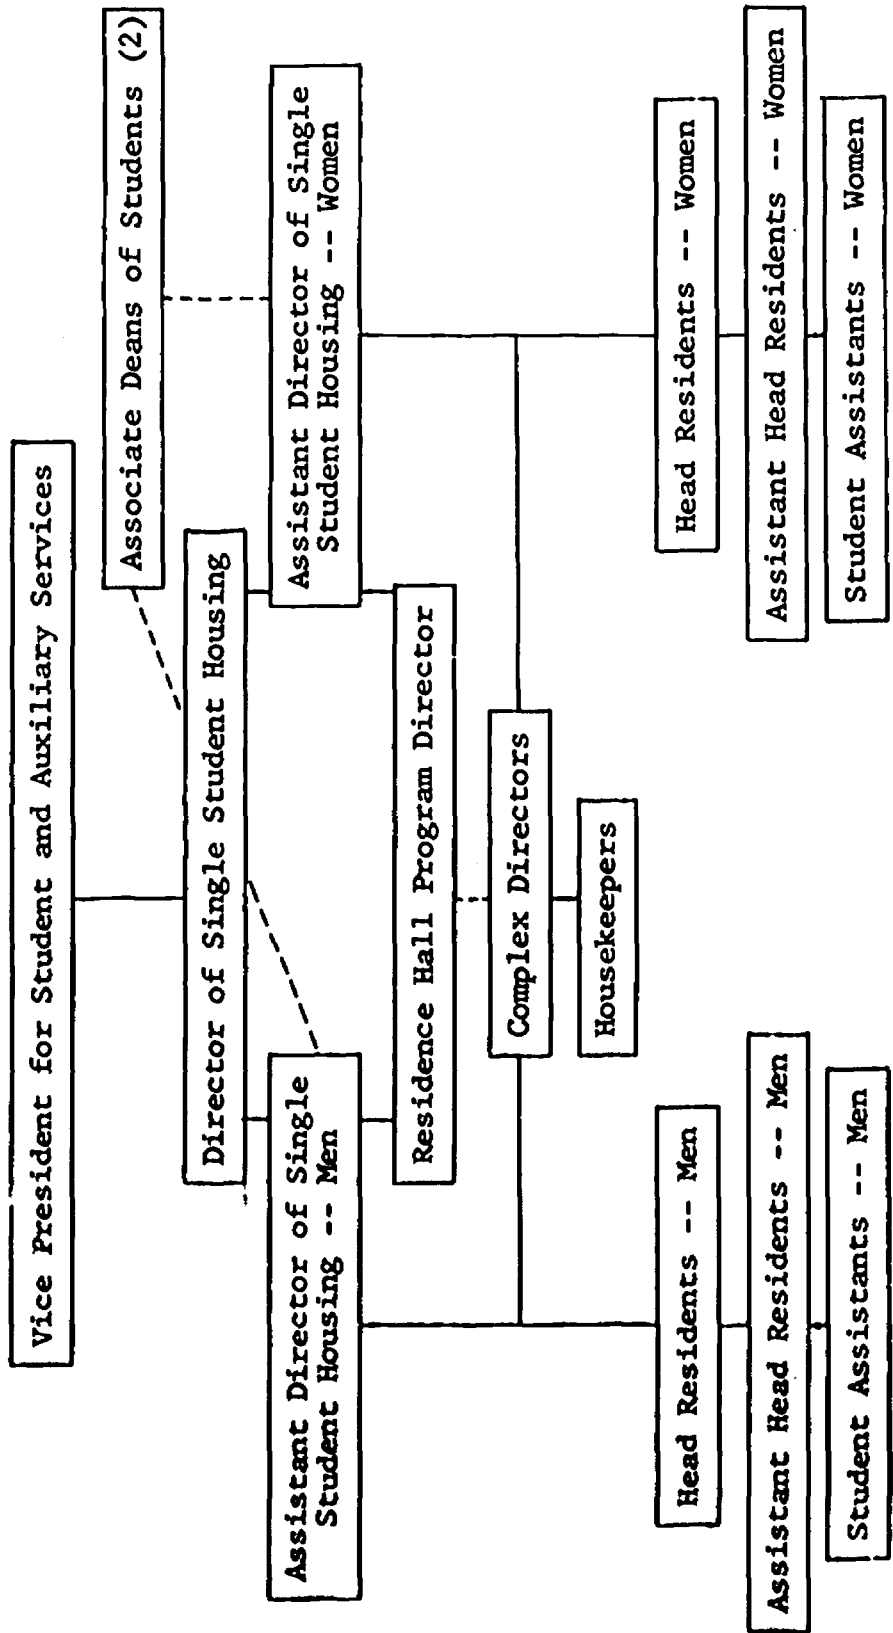 Vice President for Student and Auxiliary Services
Associate Deans of Students (2)
Director of Single Student Housing
Assistant Director of Single
Student Housing -- Men
Assistant Director of Single
Student Housing -- Women
Residence Hall Program Director
Complex Directors
Housekeepers
Head Residents -- Men
Head Residents -- Women
Assistant Head Residents -- Men
Assistant Head Residents -- Women
Student Assistants -- Men
Student Assistants -- Women